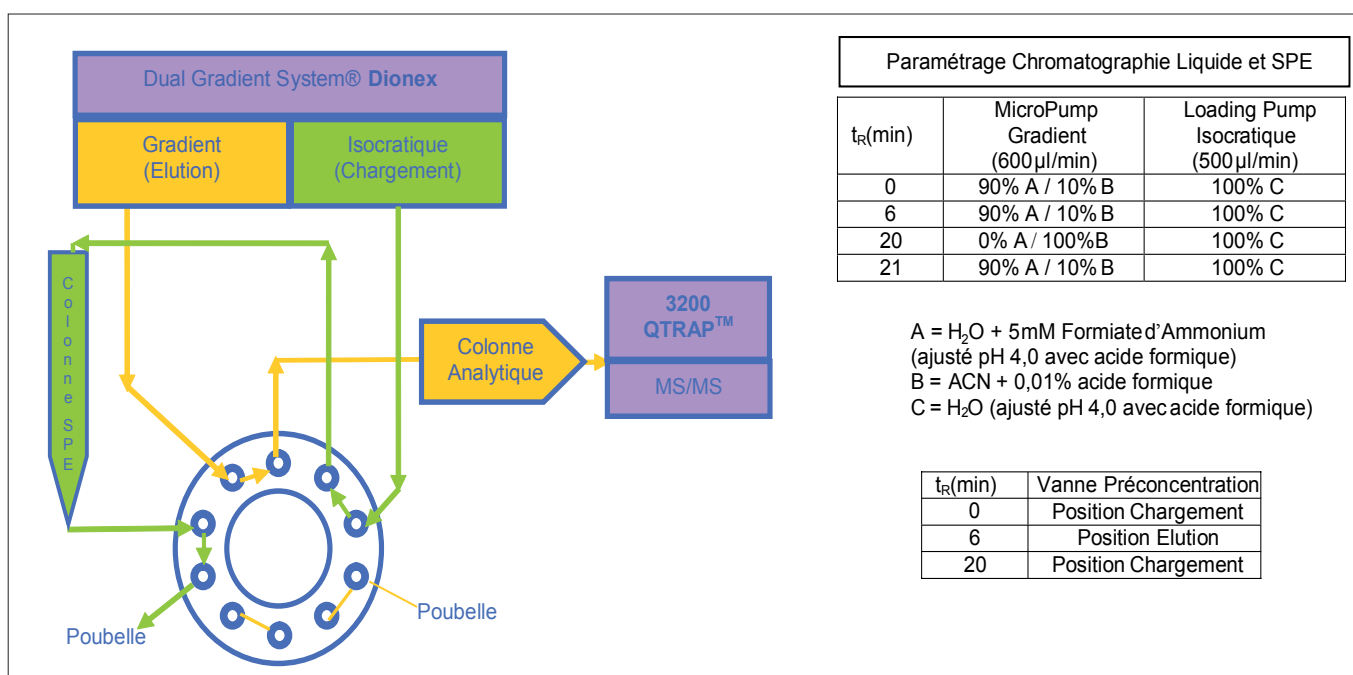 Dual Gradient System® Dionex
Gradient
(Elution)
Isocratique
(Chargement)
Colonne SPE
Colonne
Analytique
3200
QTRAP™
MS/MS
Poubelle
Poubelle
Paramétrage Chromatographie Liquide et SPE
tR(min) MicroPump Gradient (600µl/min) Loading Pump Isocratique (500µl/min)
0 90% A / 10% B 100% C
6 90% A / 10% B 100% C
20 0% A / 100%B 100% C
21 90% A / 10% B 100% C
A = H2O + 5mM Formiate d'Ammonium
(ajusté pH 4,0 avec acide formique)
B = ACN + 0,01% acide formique
C = H2O (ajusté pH 4,0 avec acide formique)
tR(min) Vanne Préconcentration
0 Position Chargement
6 Position Elution
20 Position Chargement